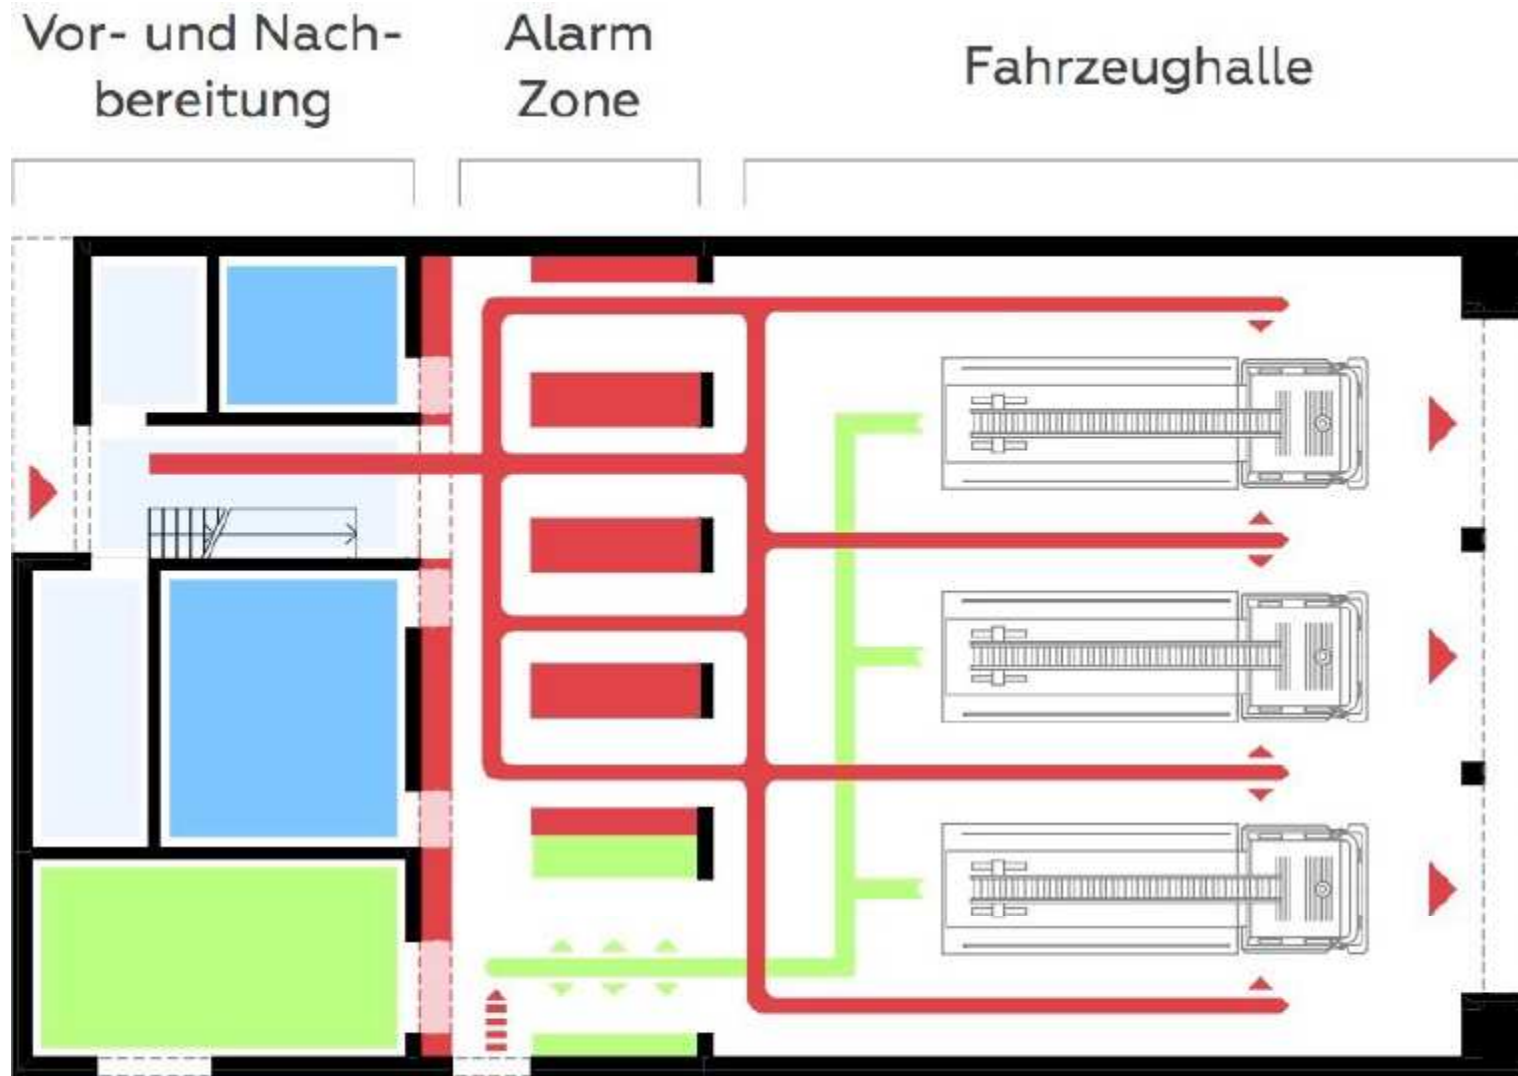 Vor- und Nach-
bereitung
Alarm
Zone
Fahrzeughalle